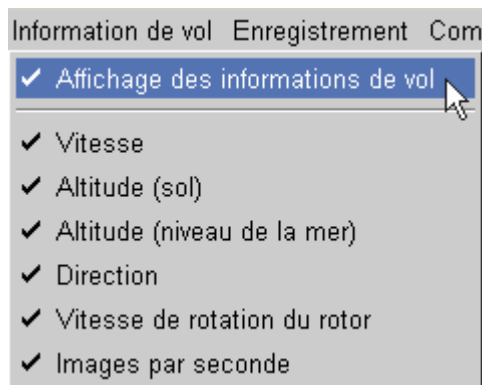 Information de vol Enregistrement Com
Affichage des informations de vol
Vitesse
Altitude (sol)
Altitude (niveau de la mer)
Direction
Vitesse de rotation du rotor
Images par seconde